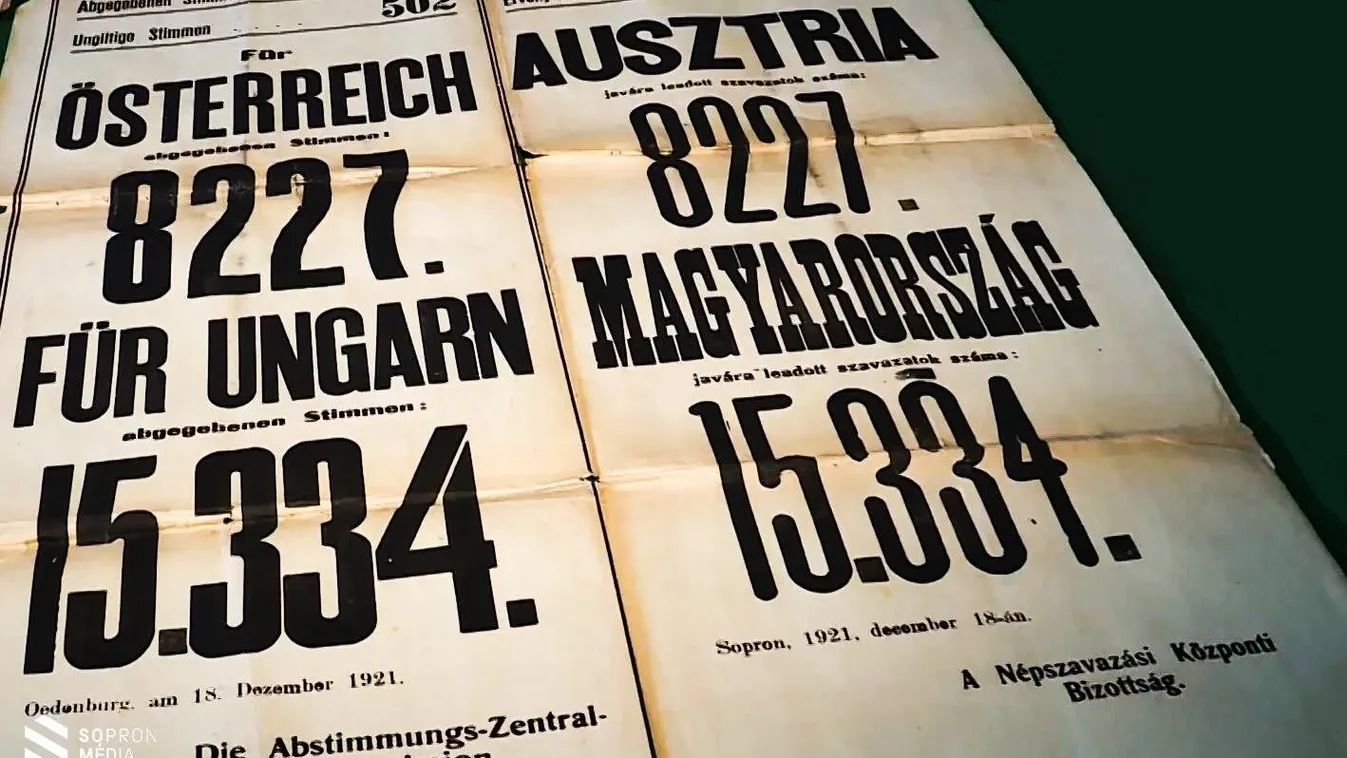 Abgegebenen
502
Ungiltige Stimmen
Für
ÖSTERREICH
abgegebenen Stimmen:
8227.
FÜR UNGARN
abgegebenen Stimmen:
15.334.
Oedenburg, am 18. Dezember 1921.
Die Abstimmungs-Zentral-
AUSZTRIA
javára leadott szavazatok száma:
8227.
MAGYARORSZÁG
javára leadott szavazatok száma:
15.334.
Sopron, 1921, december 18-án.
A Népszavazási Központi
Bizottság.
SOPRON
MÉDIA